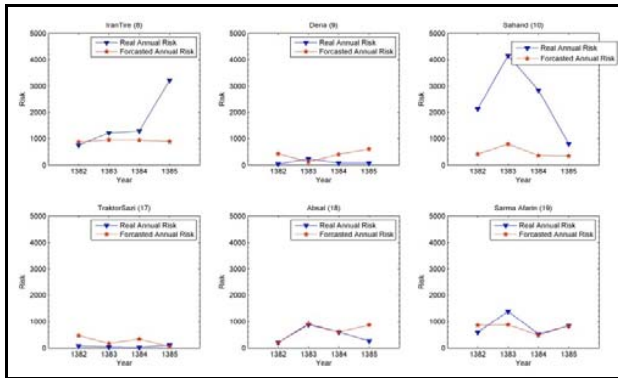 IranTire (8)
5000
4000
3000
2000
1000
0
Risk
Real Annual Risk
Forcasted Annual Risk
1382 1383 1384 1385
Year
Dena (9)
5000
4000
3000
2000
1000
0
Risk
Real Annual Risk
Forcasted Annual Risk
1382 1383 1384 1385
Year
Sahand (10)
5000
4000
3000
2000
1000
0
Risk
Real Annual Risk
Forcasted Annual Risk
1382 1383 1384 1385
Year
TraktorSazi (17)
5000
4000
3000
2000
1000
0
Risk
Real Annual Risk
Forcasted Annual Risk
1382 1383 1384 1385
Year
(18)
5000
4000
3000
2000
1000
0
Risk
Real Annual Risk
Forcasted Annual Risk
1382 1383 1384 1385
Year
Sarma Afarin (19)
5000
4000
3000
2000
1000
0
Risk
Real Annual Risk
Forcasted Annual Risk
1382 1383 1384 1385
Year